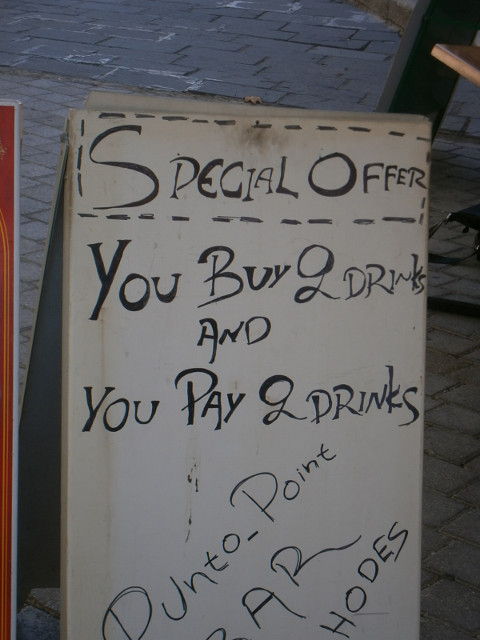 SPECIAL OFFER
YOU BUY 2 DRINKS
AND
YOU PAY 2 DRINKS
Punto-Point
BAR
HODES